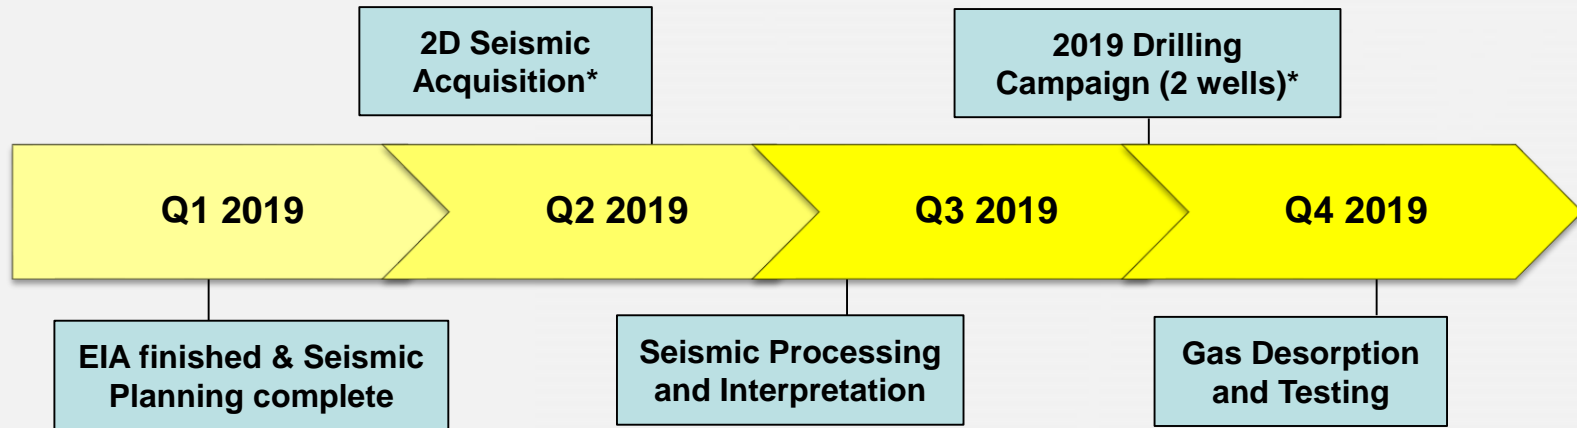 2D Seismic
Acquisition*
2019 Drilling
Campaign (2 wells)*
Q1 2019
Q2 2019
Q3 2019
Q4 2019
EIA finished & Seismic
Planning complete
Seismic Processing
and Interpretation
Gas Desorption
and Testing